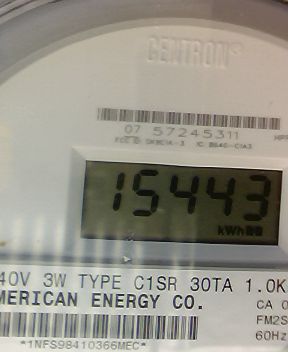 CENTRON®
07 57245311
15443
kWh
40V 3W TYPE C1SR 30TA 1.0K
MERICAN ENERGY CO.
CA 0
FM2S
60Hz
*1NFS98410366MEC*